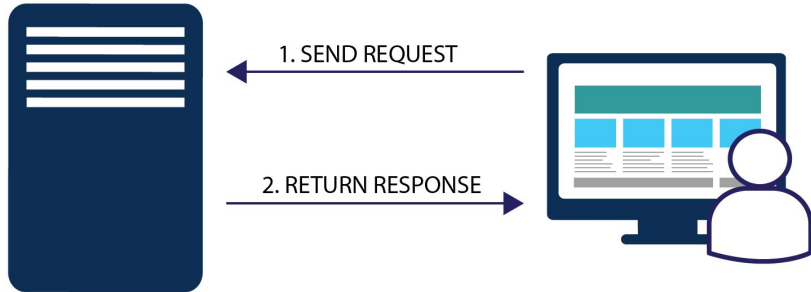 1. SEND REQUEST
2. RETURN RESPONSE